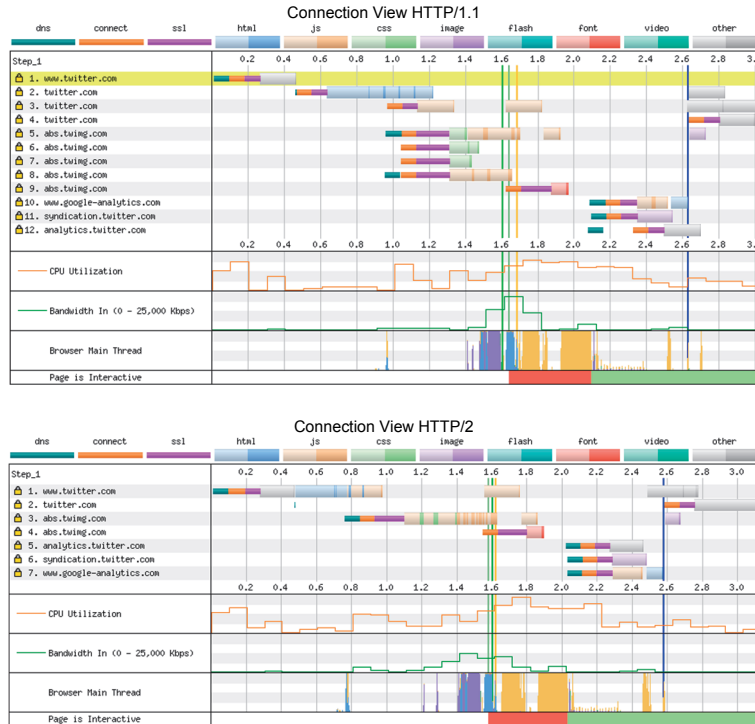 Connection View HTTP/1.1
dns connect ssl html js css image flash font video other
Step_1 0.2 0.4 0.6 0.8 1.0 1.2 1.4 1.6 1.8 2.0 2.2 2.4 2.6 2.8 3.
1. www.twitter.com
2. twitter.com
3. twitter.com
4. twitter.com
5. abs.twimg.com
6. abs.twimg.com
7. abs.twimg.com
8. abs.twimg.com
9. abs.twimg.com
10. www.google-analytics.com
11. syndication.twitter.com
12. analytics.twitter.com
0.2 0.4 0.6 0.8 1.0 1.2 1.4 1.6 1.8 2.0 2.2 2.4 2.6 2.8 3.
CPU Utilization
Bandwidth In (0 - 25,000 Kbps)
Browser Main Thread
Page is Interactive
Connection View HTTP/2
dns connect ssl html js css image flash font video other
Step_1 0.2 0.4 0.6 0.8 1.0 1.2 1.4 1.6 1.8 2.0 2.2 2.4 2.6 2.8 3.0
1. www.twitter.com
2. twitter.com
3. abs.twimg.com
4. abs.twimg.com
5. analytics.twitter.com
6. syndication.twitter.com
7. www.google-analytics.com
0.2 0.4 0.6 0.8 1.0 1.2 1.4 1.6 1.8 2.0 2.2 2.4 2.6 2.8 3.0
CPU Utilization
Bandwidth In (0 - 25,000 Kbps)
Browser Main Thread
Page is Interactive